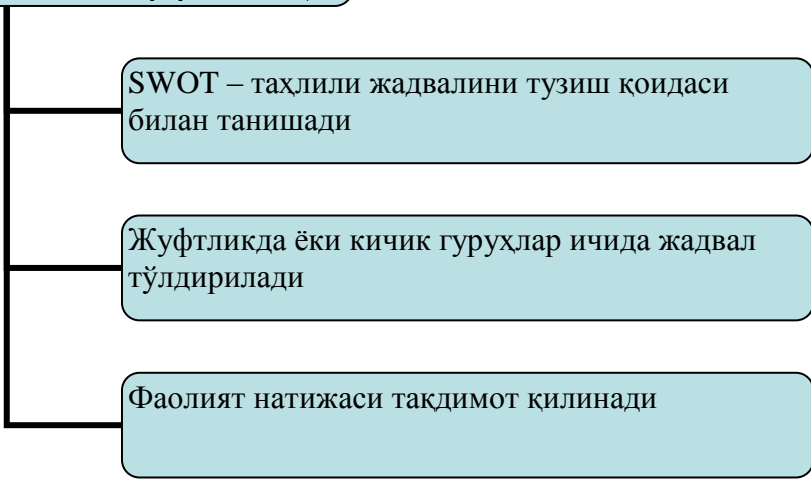 SWOT – таҳлили жадвалини тузиш қоидаси
билан танишади
Жуфтликда ёки кичик гуруҳлар ичида жадвал
тўлдирилади
Фаолият натижаси тақдимот қилинади